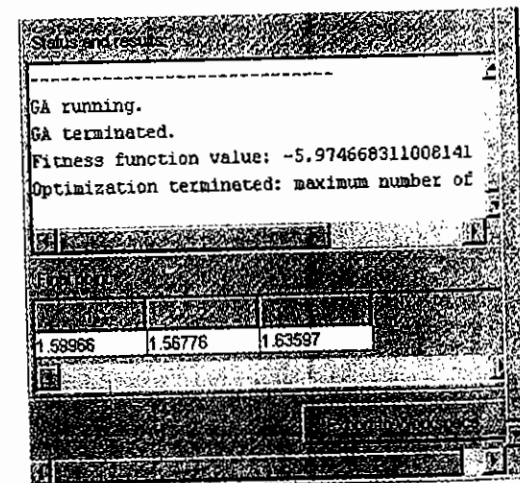 Status and results:
GA running.
GA terminated.
Fitness function value: -5.974668311008141
Optimization terminated: maximum number of
1.58966 1.56776 1.63597